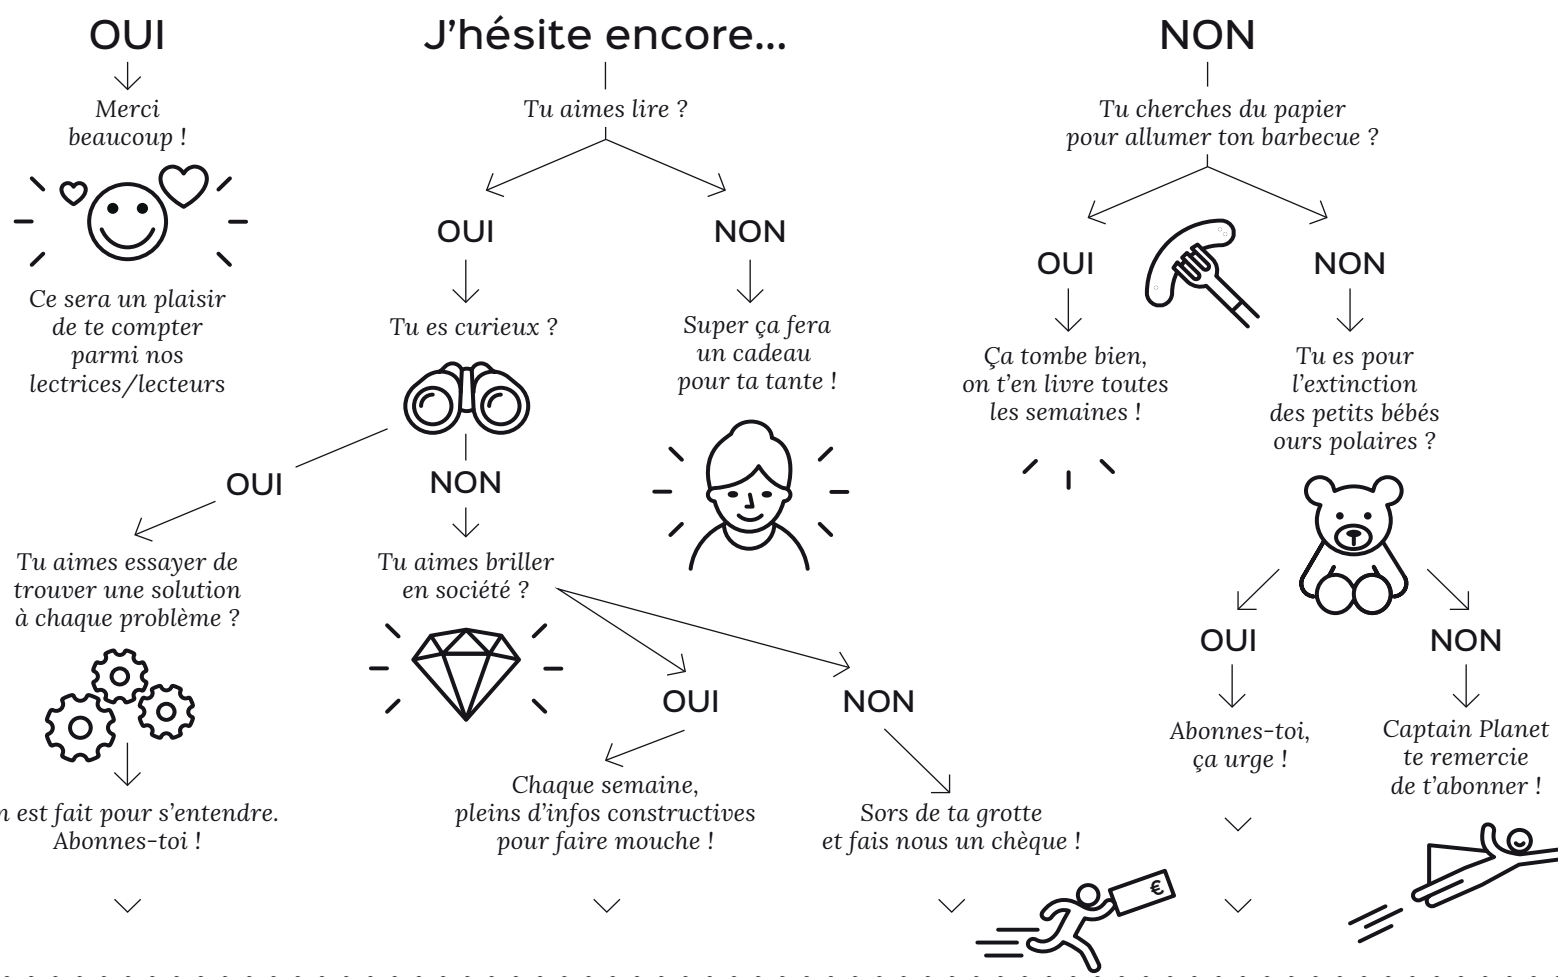 OUI
Merci
beaucoup !
Ce sera un plaisir
de te compter
parmi nos
lectrices/lecteurs
J’hésite encore...
Tu aimes lire ?
OUI
Tu es curieux ?
OUI
Tu aimes essayer de
trouver une solution
à chaque problème ?
est fait pour s’entendre.
Abonnes-toi !
NON
Tu aimes briller
en société ?
OUI
Chaque semaine,
pleins d’infos constructives
pour faire mouche !
NON
Sors de ta grotte
et fais nous un chèque !
€
NON
Super ça fera
un cadeau
pour ta tante !
NON
Tu cherches du papier
pour allumer ton barbecue ?
OUI
Ça tombe bien,
on t’en livre toutes
les semaines !
NON
Tu es pour
l’extinction
des petits bébés
ours polaires ?
OUI
Abonnes-toi,
ça urge !
NON
Captain Planet
te remercie
de t’abonner !